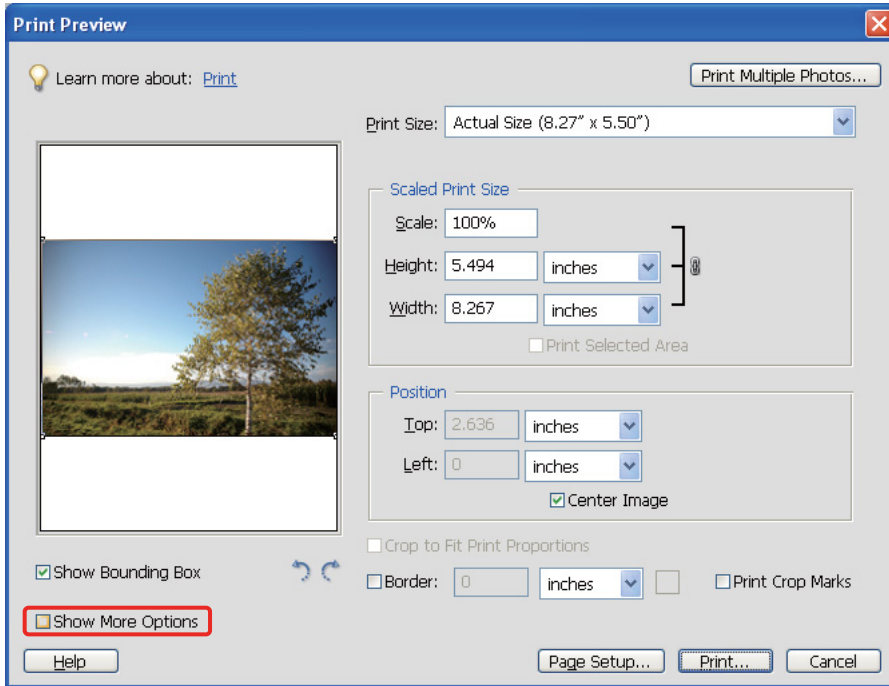 Print Preview
Learn more about: Print
Print Multiple Photos...
Print Size: Actual Size (8.27" x 5.50")
Scaled Print Size
Scale: 100%
Height: 5.494 inches
Width: 8.267 inches
Print Selected Area
Position
Top: 2.636 inches
Left: 0 inches
Center Image
Crop to Fit Print Proportions
Show Bounding Box
Border: 0 inches
Print Crop Marks
Show More Options
Help
Page Setup...
Print...
Cancel